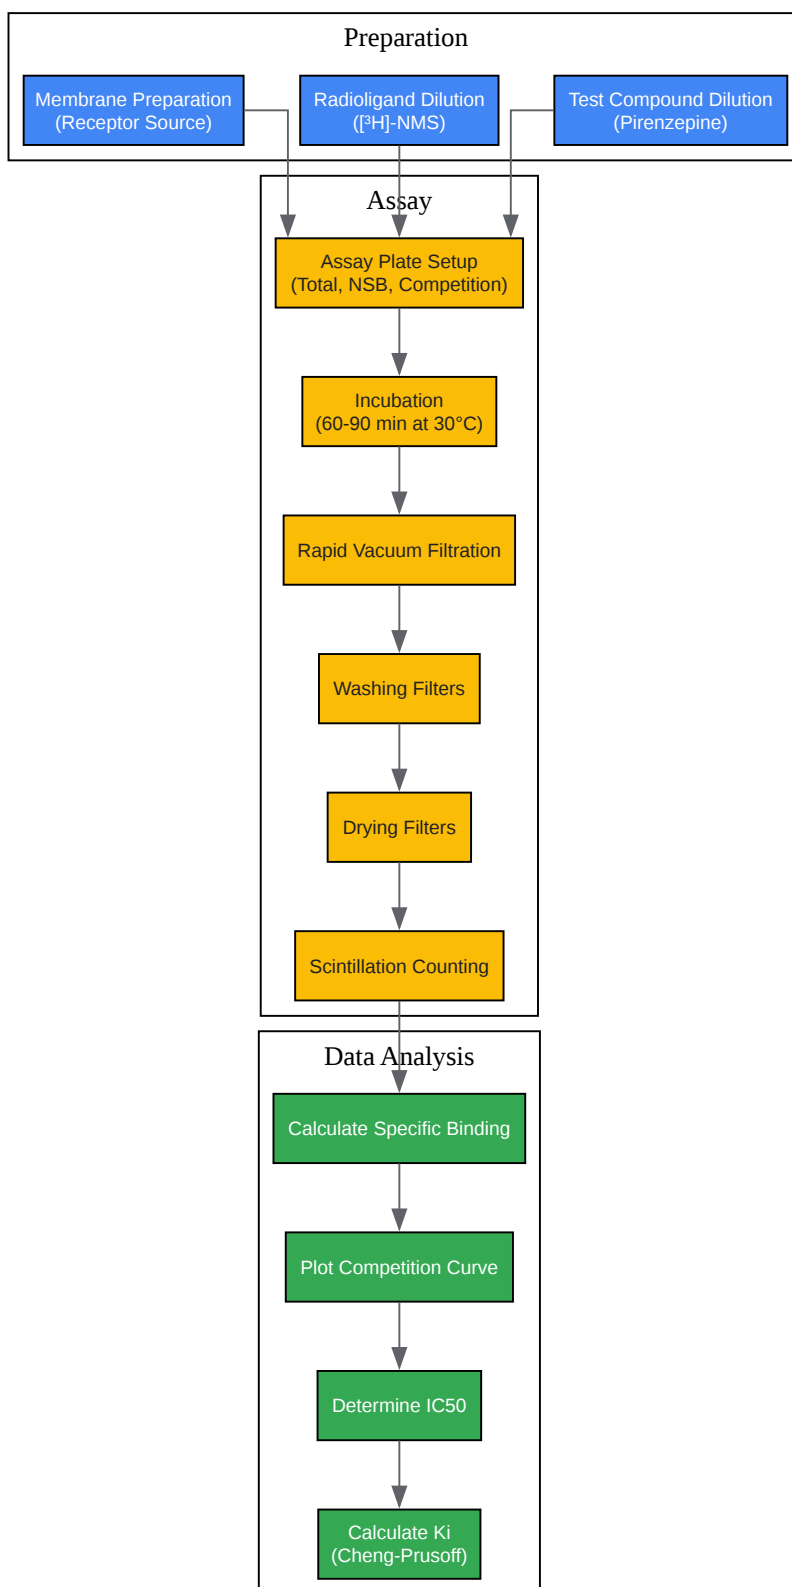 Preparation
Membrane Preparation
(Receptor Source)
Radioligand Dilution
([³H]-NMS)
Test Compound Dilution
(Pirenzepine)
Assay
Assay Plate Setup
(Total, NSB, Competition)
Incubation
(60-90 min at 30°C)
Rapid Vacuum Filtration
Washing Filters
Drying Filters
Scintillation Counting
Data Analysis
Calculate Specific Binding
Plot Competition Curve
Determine IC50
Calculate Ki
(Cheng-Prusoff)